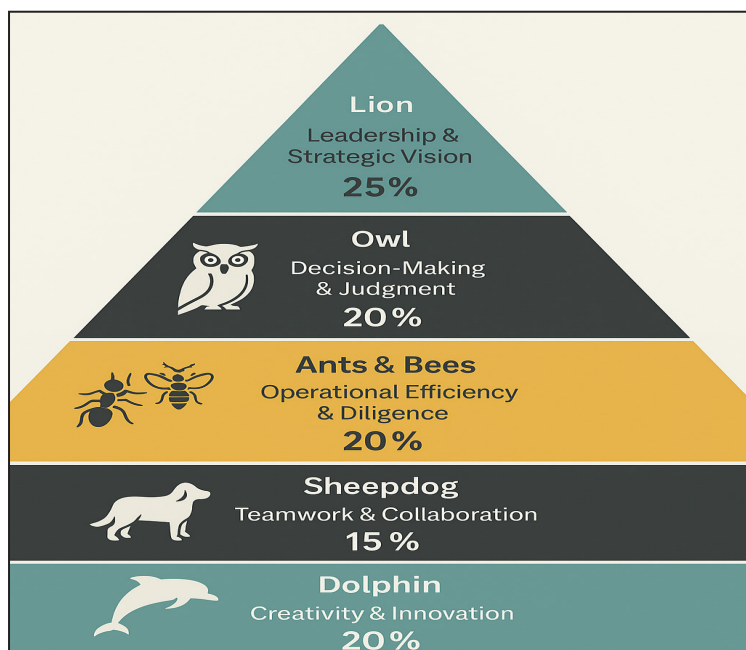 Lion
Leadership &
Strategic Vision
25%
Owl
Decision-Making
& Judgment
20%
Ants & Bees
Operational Efficiency
& Diligence
20%
Sheepdog
Teamwork & Collaboration
15%
Dolphin
Creativity & Innovation
20%